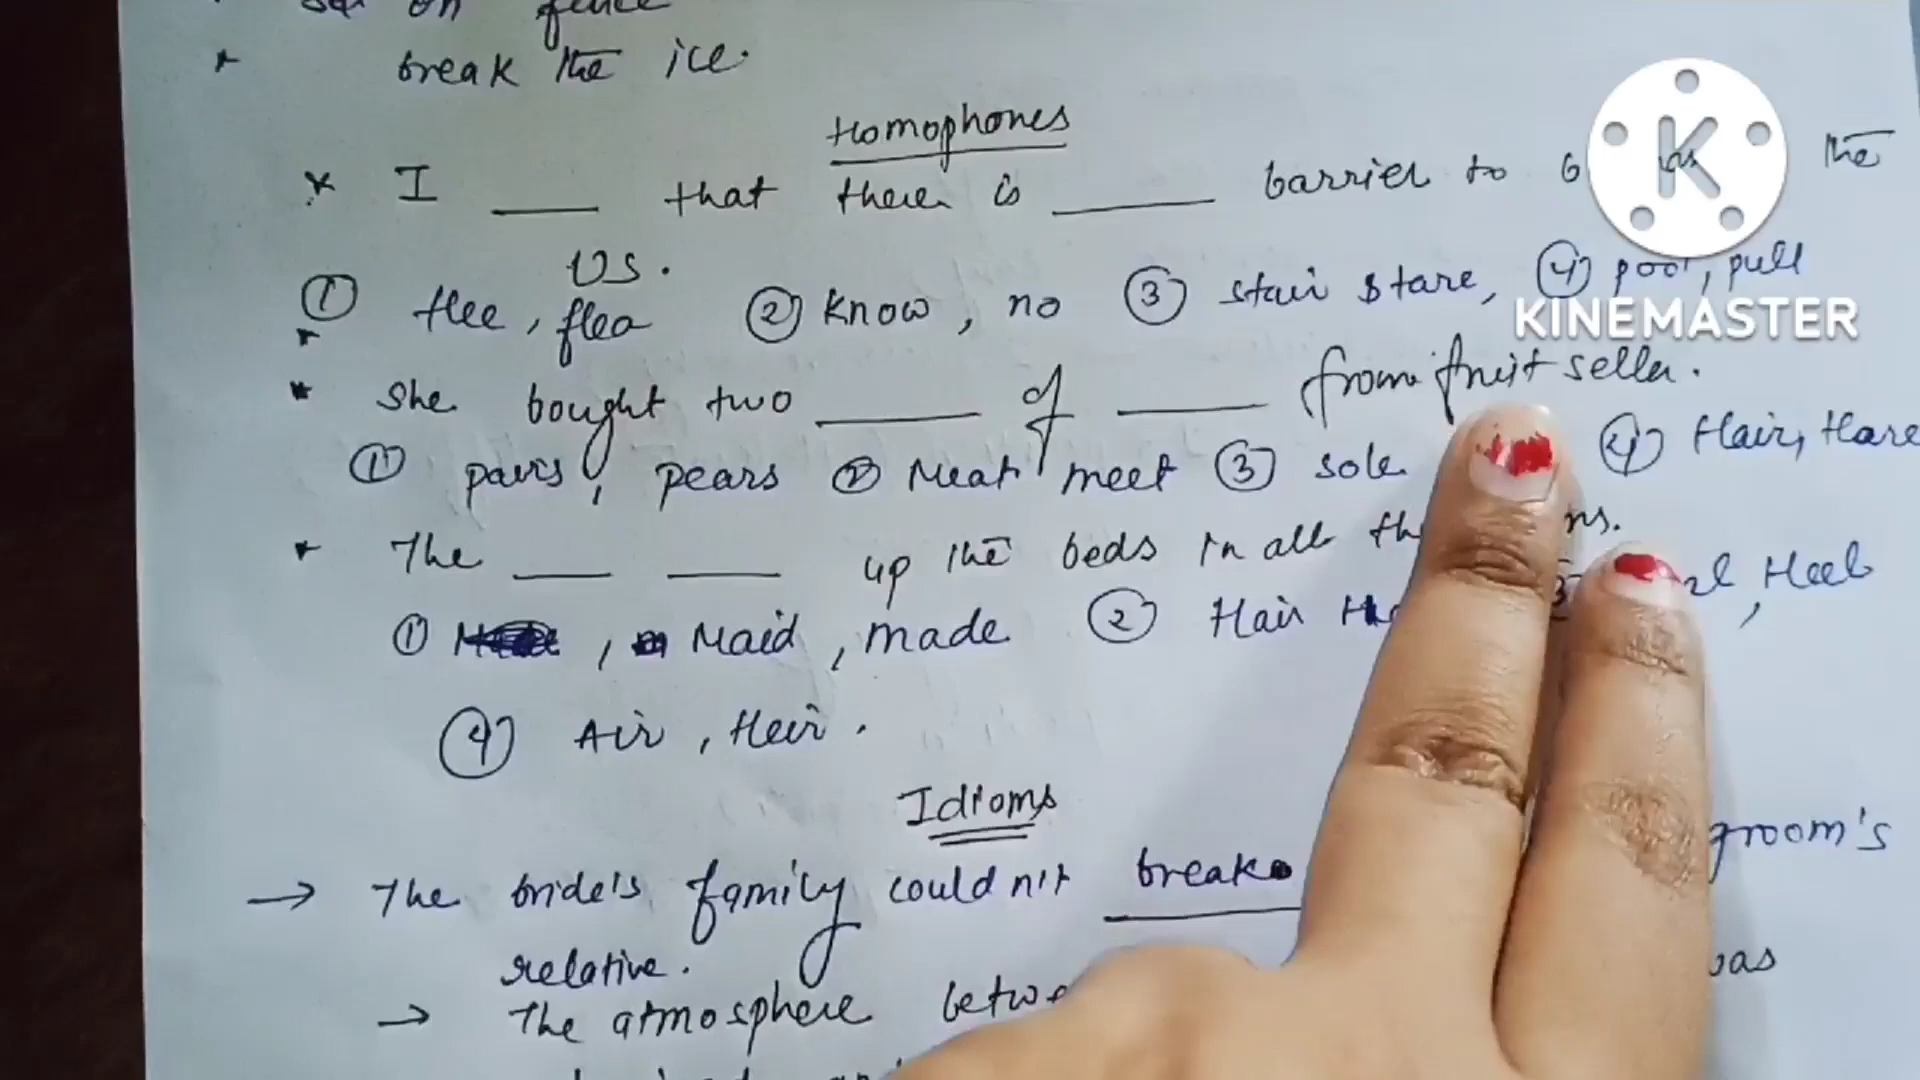 on fence
* break the ice.
Homophones
* I ____ that there is ____ barrier to the
US.
① flee, flea ② know, no ③ stair stare, ④ pool, pull
* She bought two ____ of ____ from fruit seller.
① pairs, pears ② Meat meet ③ sole ④ Hair, Hare
* The ____ ____ up the beds in all
① , Maid, made ② Hair , Heel
④ Air, Heir.
Idioms
→ The bride's family couldn't break groom's
relative.
→ The atmosphere
K
KINEMASTER